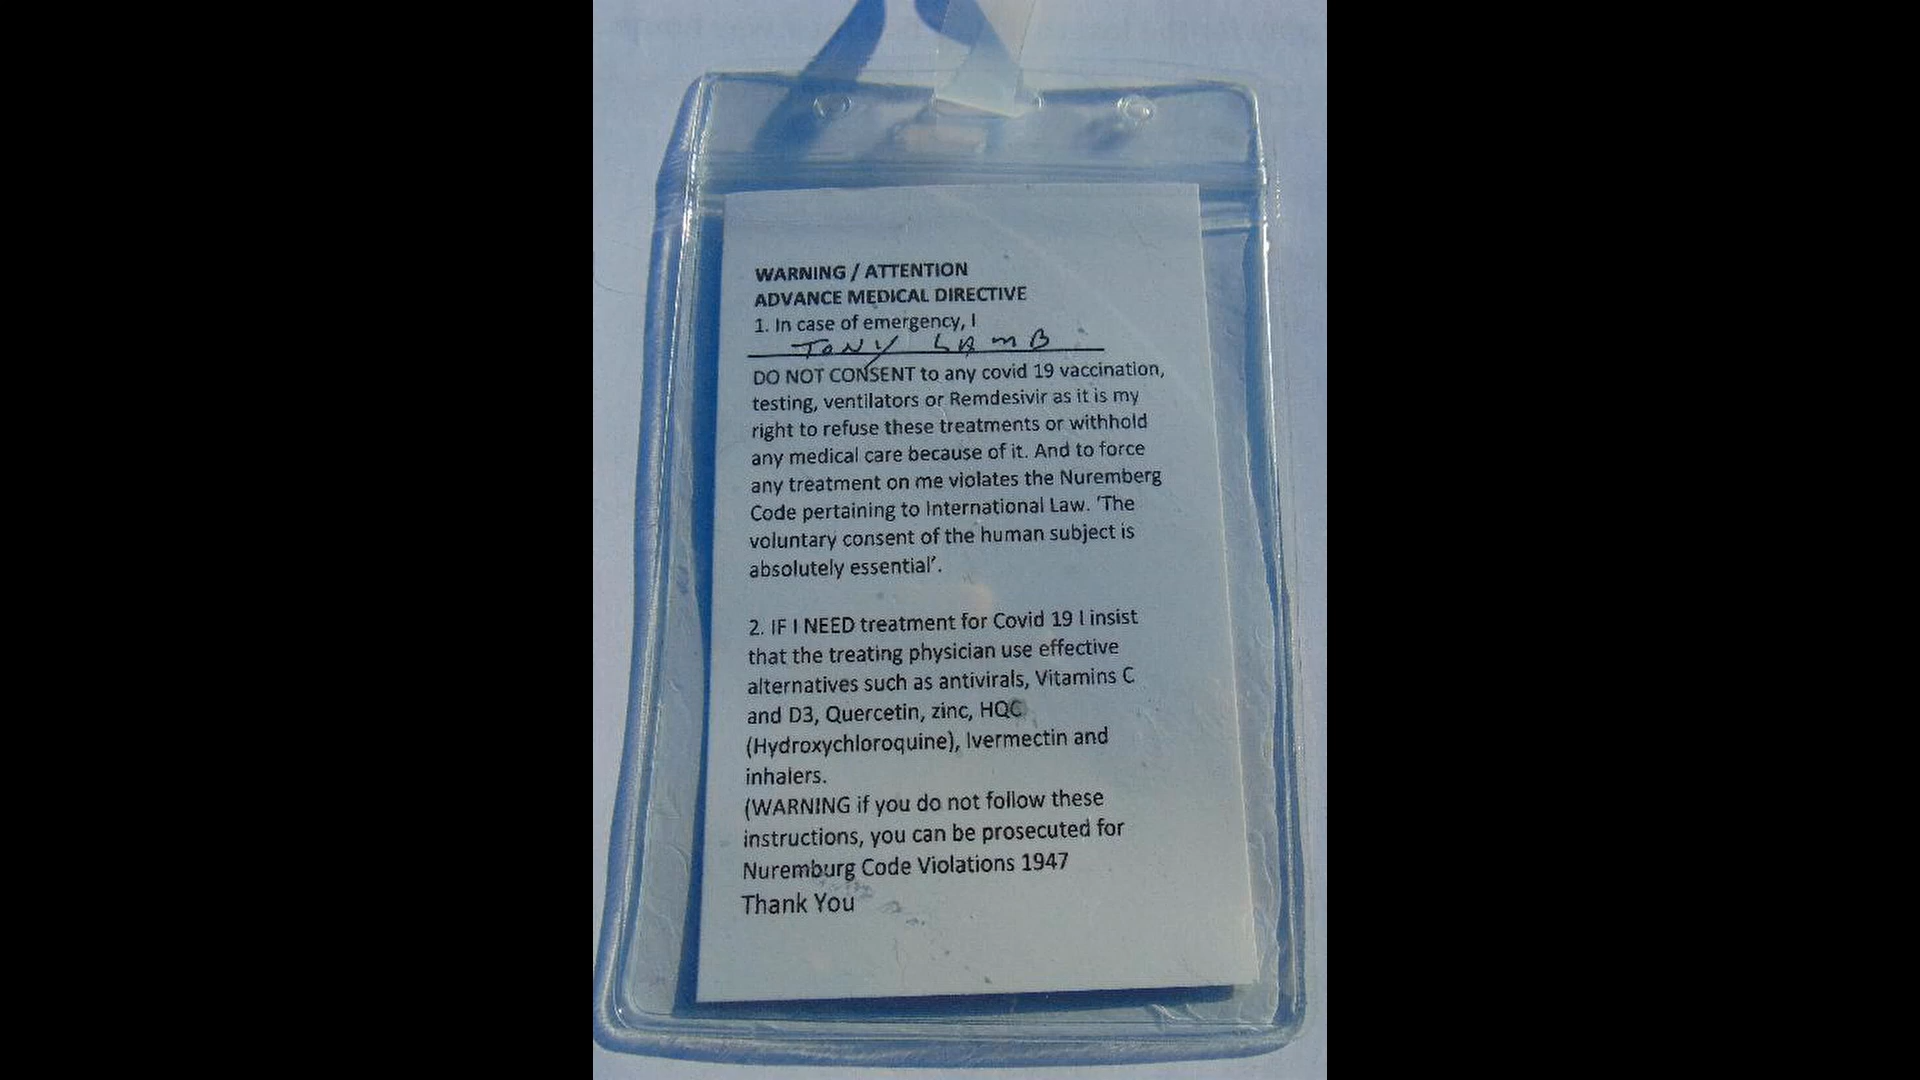 WARNING / ATTENTION
ADVANCE MEDICAL DIRECTIVE
1. In case of emergency, I
TONY LAMB
DO NOT CONSENT to any covid 19 vaccination,
testing, ventilators or Remdesivir as it is my
right to refuse these treatments or withhold
any medical care because of it. And to force
any treatment on me violates the Nuremberg
Code pertaining to International Law. 'The
voluntary consent of the human subject is
absolutely essential'.
2. IF I NEED treatment for Covid 19 I insist
that the treating physician use effective
alternatives such as antivirals, Vitamins C
and D3, Quercetin, zinc, HQC
(Hydroxychloroquine), Ivermectin and
inhalers.
(WARNING if you do not follow these
instructions, you can be prosecuted for
Nuremburg Code Violations 1947
Thank You